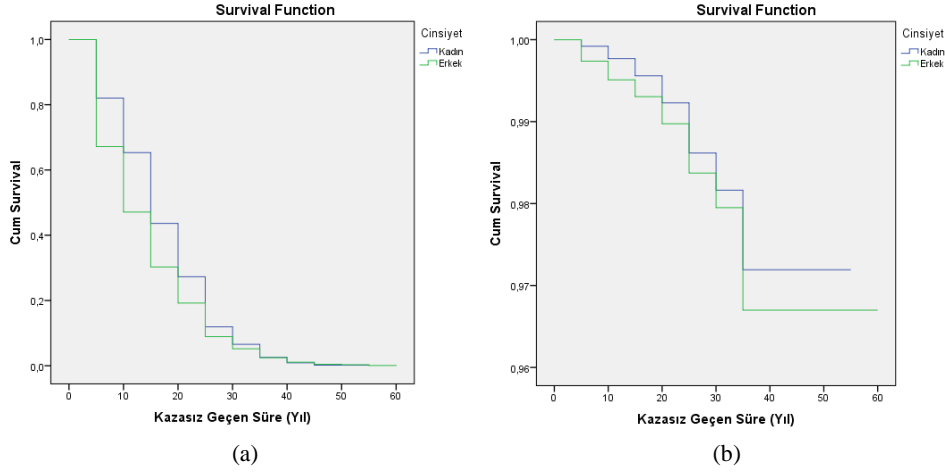 Survival Function
Cinsiyet
Kadın
Erkek
Cum Survival
1,0
0,8
0,6
0,4
0,2
0,0
0 10 20 30 40 50 60
Kazasız Geçen Süre (Yıl)
(a)
Survival Function
Cinsiyet
Kadın
Erkek
Cum Survival
1,00
0,99
0,98
0,97
0,96
0 10 20 30 40 50 60
Kazasız Geçen Süre (Yıl)
(b)